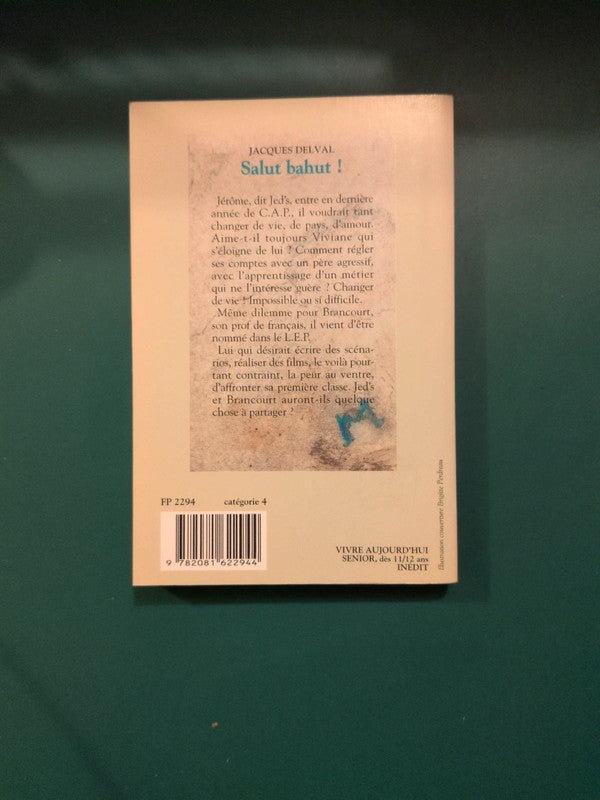 JACQUES DELVAL
Salut bahut !
Jérôme, dit Jed's, entre en dernière
année de C.A.P., il voudrait tant
changer de vie, de pays, d'amour.
Aime-t-il toujours Viviane qui
s'éloigne de lui ? Comment régler
ses comptes avec un père agressif,
avec l'apprentissage d'un métier
qui ne l'intéresse guère ? Changer
de vie ! Impossible ou si difficile.
Même dilemme pour Brancourt,
son prof de français, il vient d'être
nommé dans le L.E.P.
Lui qui désirait écrire des scéna-
rios, réaliser des films, le voilà pour-
tant contraint, la peur au ventre,
d'affronter sa première classe. Jed's
et Brancourt auront-ils quelque
chose à partager ?
M
FP 2294 catégorie 4
9 782081 622944
VIVRE AUJOURD'HUI
SENIOR, dès 11/12 ans
INÉDIT
Illustration couverture Brigitte Perdreau